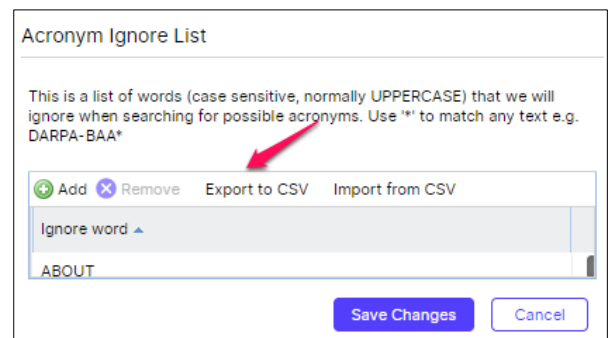 Acronym Ignore List
This is a list of words (case sensitive, normally UPPERCASE) that we will
ignore when searching for possible acronyms. Use '*' to match any text e.g.
DARPA-BAA*
Add Remove Export to CSV Import from CSV
Ignore word
ABOUT
Save Changes Cancel